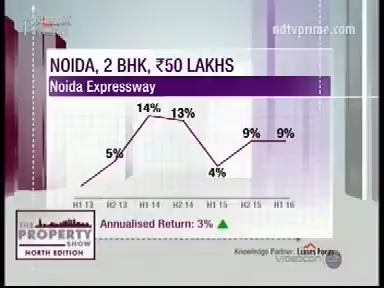 ndtvprime.com
NOIDA, 2 BHK, ₹50 LAKHS
Noida Expressway
14%
13%
5%
4%
9%
9%
H1 13
H2 13
H1 14
H2 14
H1 15
H2 15
H1 16
THE
PROPERTY
SHOW
NORTH EDITION
Annualised Return: 3%
Knowledge Partner: Liases Foras
VIDEOCON